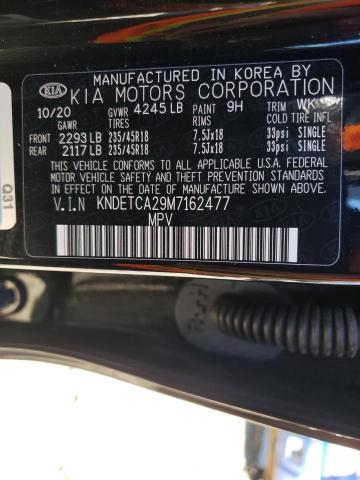 MANUFACTURED IN KOREA BY
KIA KIA MOTORS CORPORATION
10/20 GVWR 4245 LB PAINT 9H TRIM WK
GAWR TIRES RIMS COLD TIRE INFL
FRONT 2293 LB 235/45R18 7.5Jx18 33psi SINGLE
REAR 2117 LB 235/45R18 7.5Jx18 33psi SINGLE
THIS VEHICLE CONFORMS TO ALL APPLICABLE U.S.A. FEDERAL
MOTOR VEHICLE SAFETY, BUMPER, AND THEFT PREVENTION
STANDARDS IN EFFECT ON THE DATE OF MANUFACTURE SHOWN ABOVE.
V.I.N KNDETCA29M7162477
MPV
Q31
Push